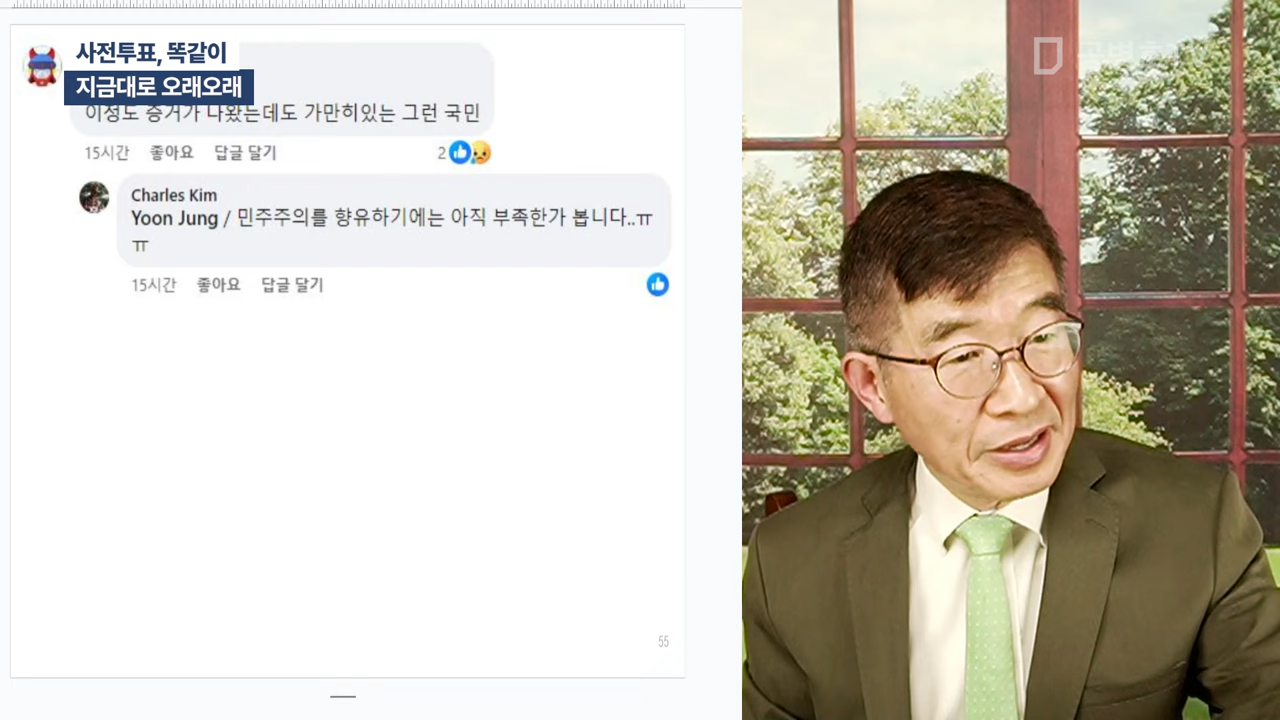 사전투표, 똑같이
지금대로 오래오래
이정도 증거가 나왔는데도 가만히있는 그런 국민
15시간 좋아요 답글 달기 2
Charles Kim
Yoon Jung / 민주주의를 향유하기에는 아직 부족한가 봅니다..ㅠ
ㅠ
15시간 좋아요 답글 달기
55